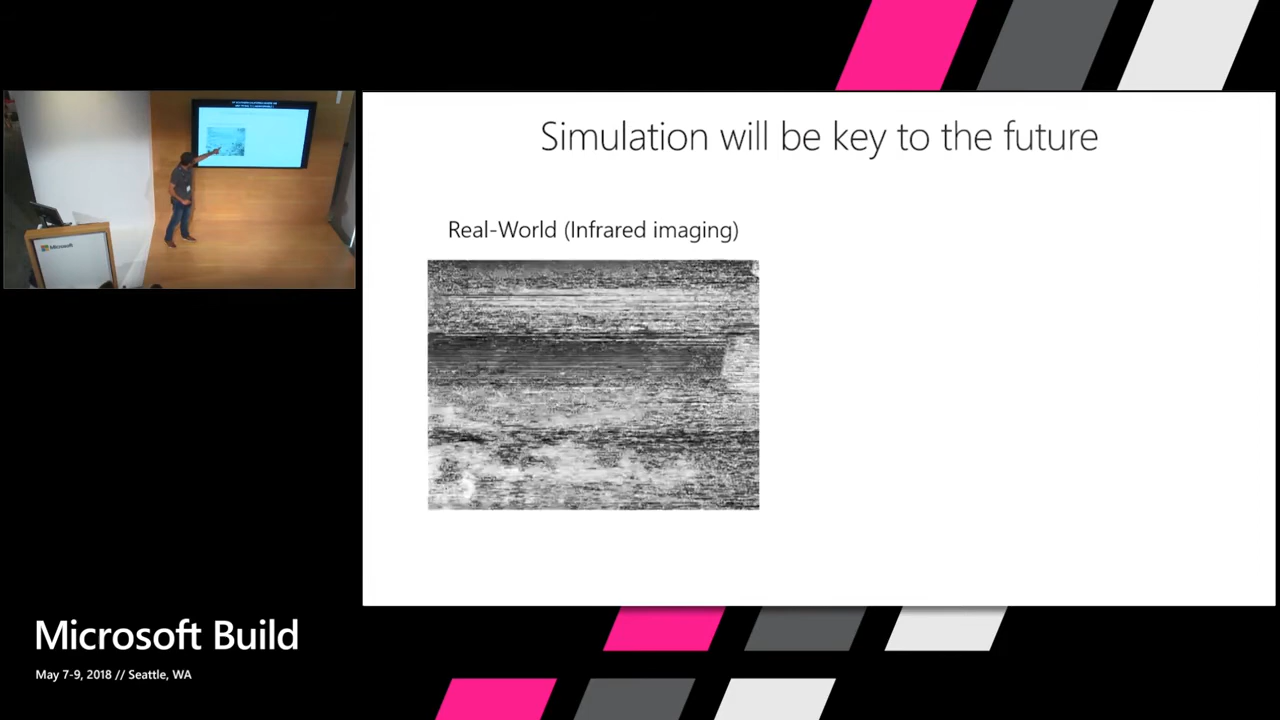 Simulation will be key to the future
Real-World (Infrared imaging)
Microsoft
Microsoft Build
May 7-9, 2018 // Seattle, WA